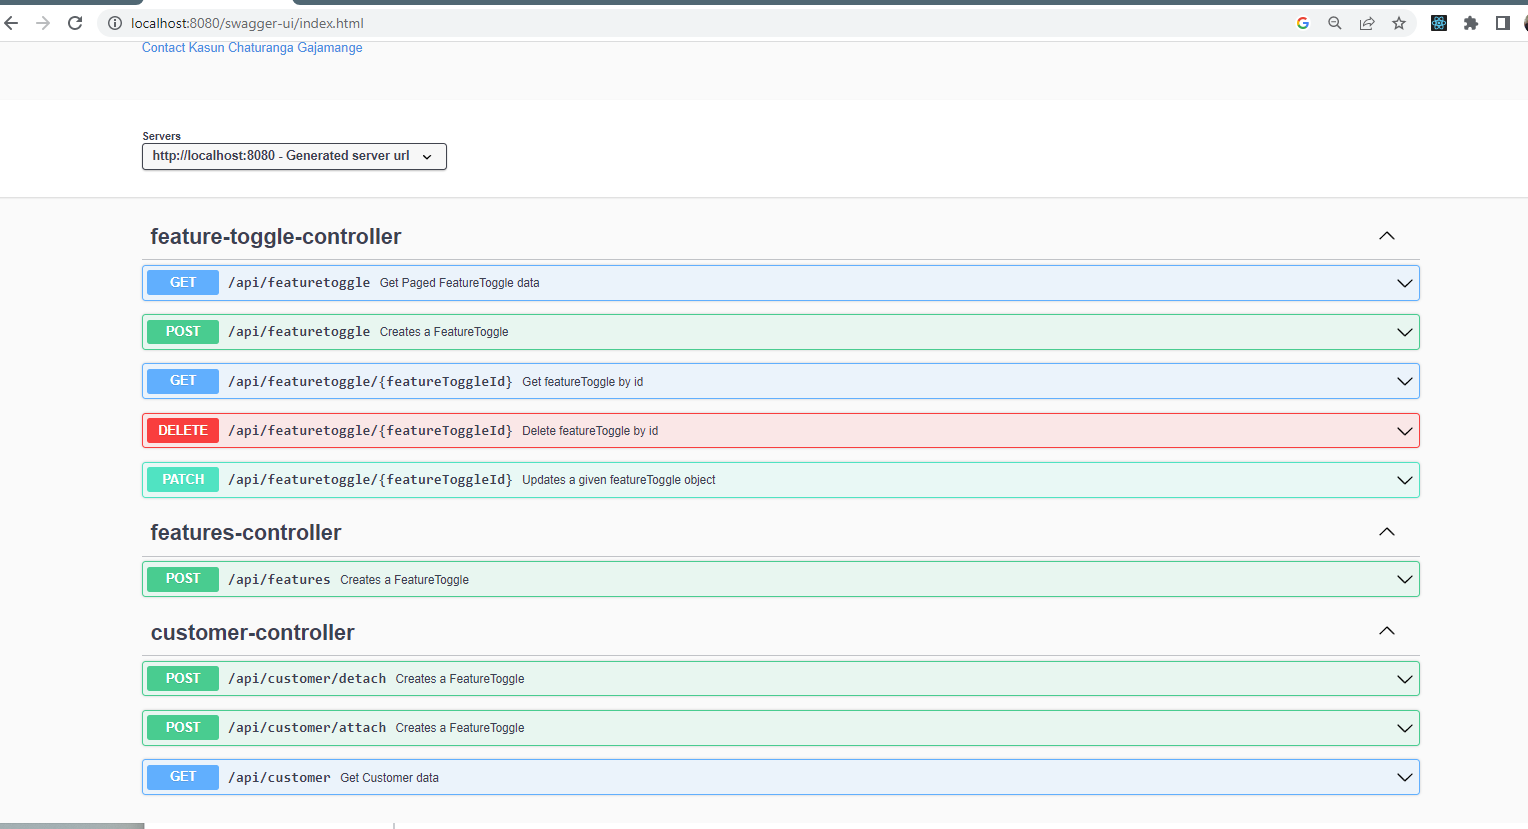 localhost:8080/swagger-ui/index.html
Contact Kasun Chaturanga Gajamange
Servers
http://localhost:8080 - Generated server url
feature-toggle-controller
GET /api/featuretoggle Get Paged FeatureToggle data
POST /api/featuretoggle Creates a FeatureToggle
GET /api/featuretoggle/{featureToggleId} Get featureToggle by id
DELETE /api/featuretoggle/{featureToggleId} Delete featureToggle by id
PATCH /api/featuretoggle/{featureToggleId} Updates a given featureToggle object
features-controller
POST /api/features Creates a FeatureToggle
customer-controller
POST /api/customer/detach Creates a FeatureToggle
POST /api/customer/attach Creates a FeatureToggle
GET /api/customer Get Customer data